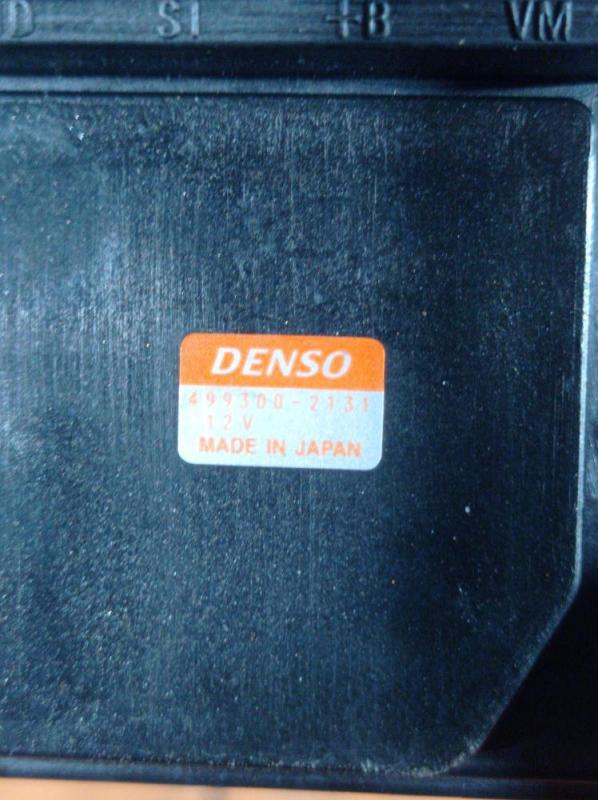 D SI +B VM
DENSO
499300-2131
12V
MADE IN JAPAN